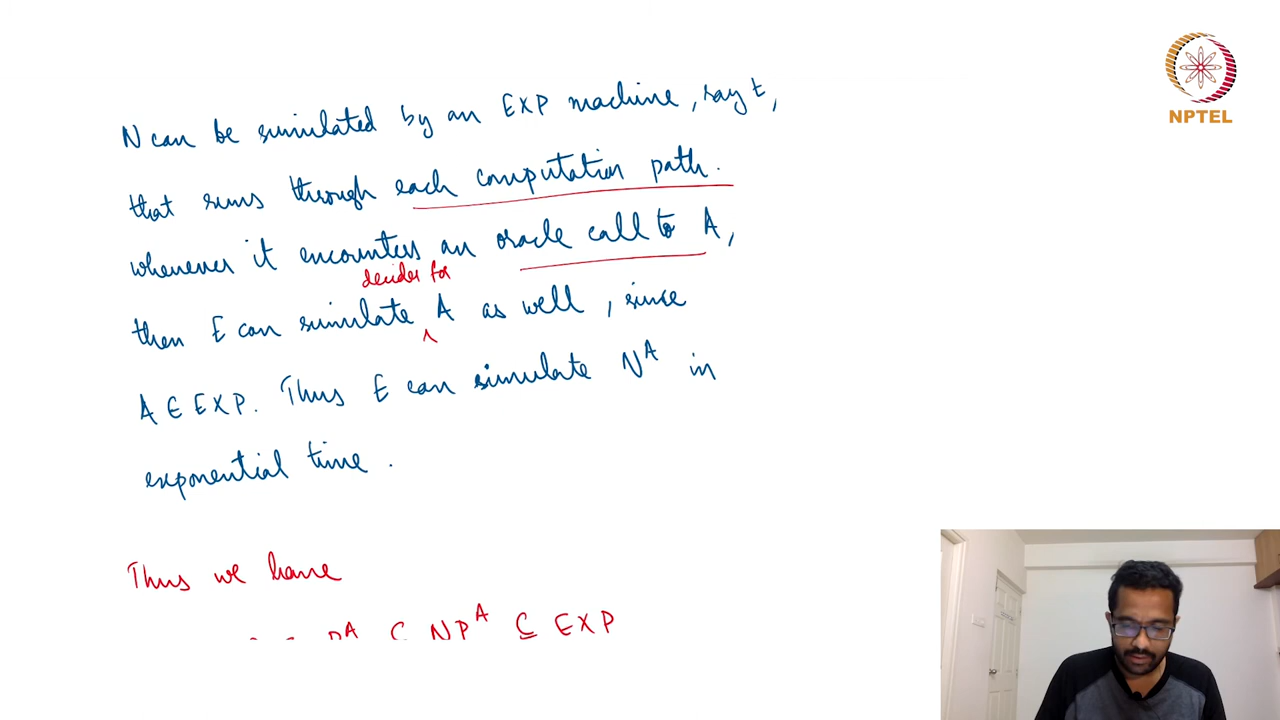 NPTEL
N can be simulated by an EXP machine, say E,
that runs through each computation path.
whenever it encounters an oracle call to A,
decider for
then E can simulate A as well, since
A ∈ EXP. Thus E can simulate N^A in
exponential time.
Thus we have
P^A ⊆ NP^A ⊆ EXP